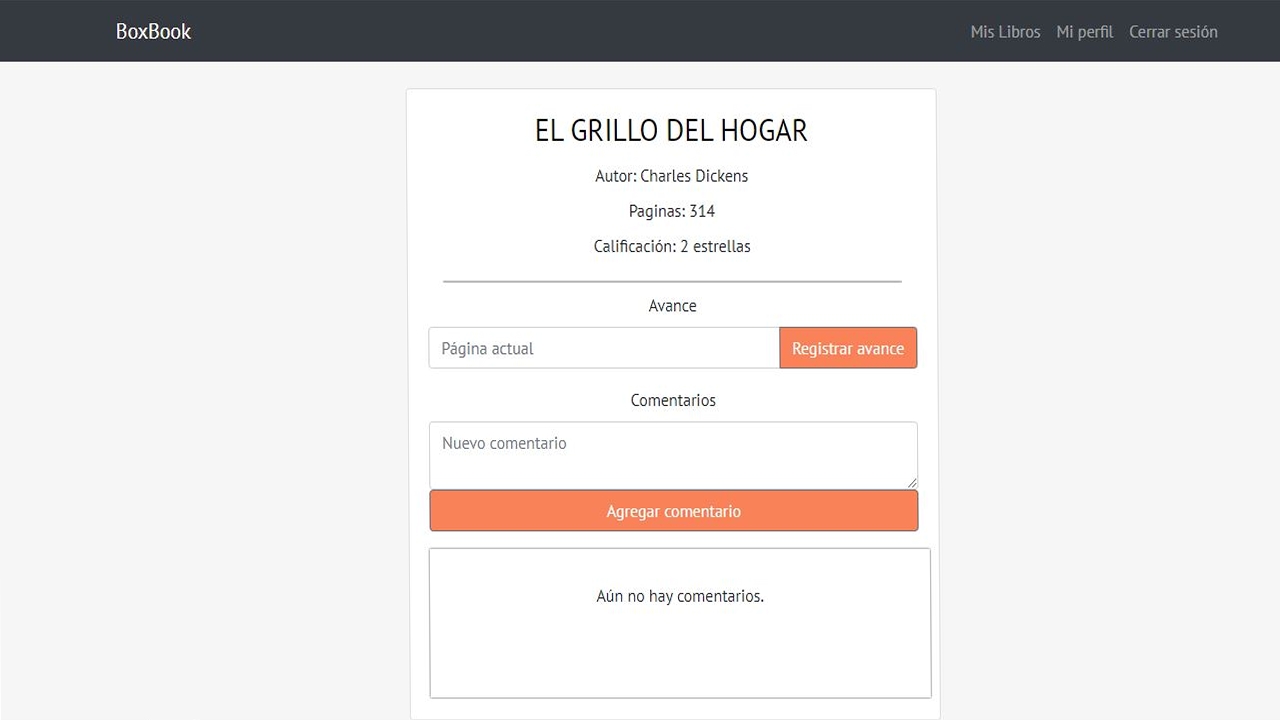 BoxBook
Mis Libros Mi perfil Cerrar sesión
EL GRILLO DEL HOGAR
Autor: Charles Dickens
Paginas: 314
Calificación: 2 estrellas
Avance
Página actual
Registrar avance
Comentarios
Nuevo comentario
Agregar comentario
Aún no hay comentarios.